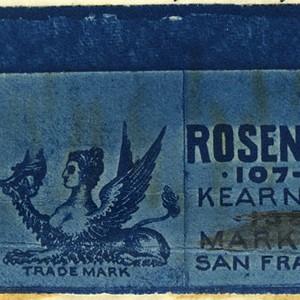 ROSEN
·107-
KEARN
MARK
SAN FRA
TRADE MARK